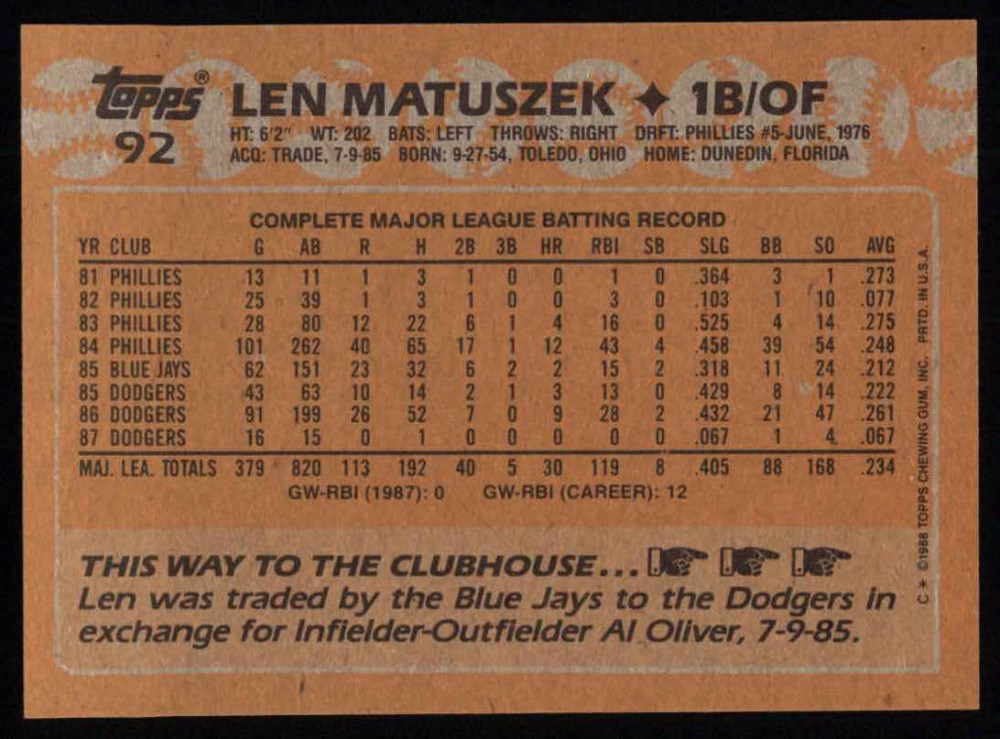 Topps® LEN MATUSZEK ✦ 1B/OF
92 HT: 6'2" WT: 202 BATS: LEFT THROWS: RIGHT DRFT: PHILLIES #5-JUNE, 1976
ACQ: TRADE, 7-9-85 BORN: 9-27-54, TOLEDO, OHIO HOME: DUNEDIN, FLORIDA
COMPLETE MAJOR LEAGUE BATTING RECORD
YR CLUB G AB R H 2B 3B HR RBI SB SLG BB SO AVG
81 PHILLIES 13 11 1 3 1 0 0 1 0 .364 3 1 .273
82 PHILLIES 25 39 1 3 1 0 0 3 0 .103 1 10 .077
83 PHILLIES 28 80 12 22 6 1 4 16 0 .525 4 14 .275
84 PHILLIES 101 262 40 65 17 1 12 43 4 .458 39 54 .248
85 BLUE JAYS 62 151 23 32 6 2 2 15 2 .318 11 24 .212
85 DODGERS 43 63 10 14 2 1 3 13 0 .429 8 14 .222
86 DODGERS 91 199 26 52 7 0 9 28 2 .432 21 47 .261
87 DODGERS 16 15 0 1 0 0 0 0 0 .067 1 4 .067
MAJ. LEA. TOTALS 379 820 113 192 40 5 30 119 8 .405 88 168 .234
GW-RBI (1987): 0 GW-RBI (CAREER): 12
THIS WAY TO THE CLUBHOUSE...
Len was traded by the Blue Jays to the Dodgers in
exchange for Infielder-Outfielder Al Oliver, 7-9-85.
C ✦ ©1988 TOPPS CHEWING GUM, INC. PRTD. IN U.S.A.